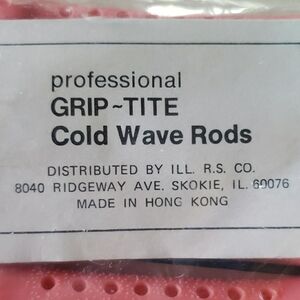 professional
GRIP~TITE
Cold Wave Rods
DISTRIBUTED BY ILL. R.S. CO.
8040 RIDGEWAY AVE. SKOKIE, IL. 60076
MADE IN HONG KONG